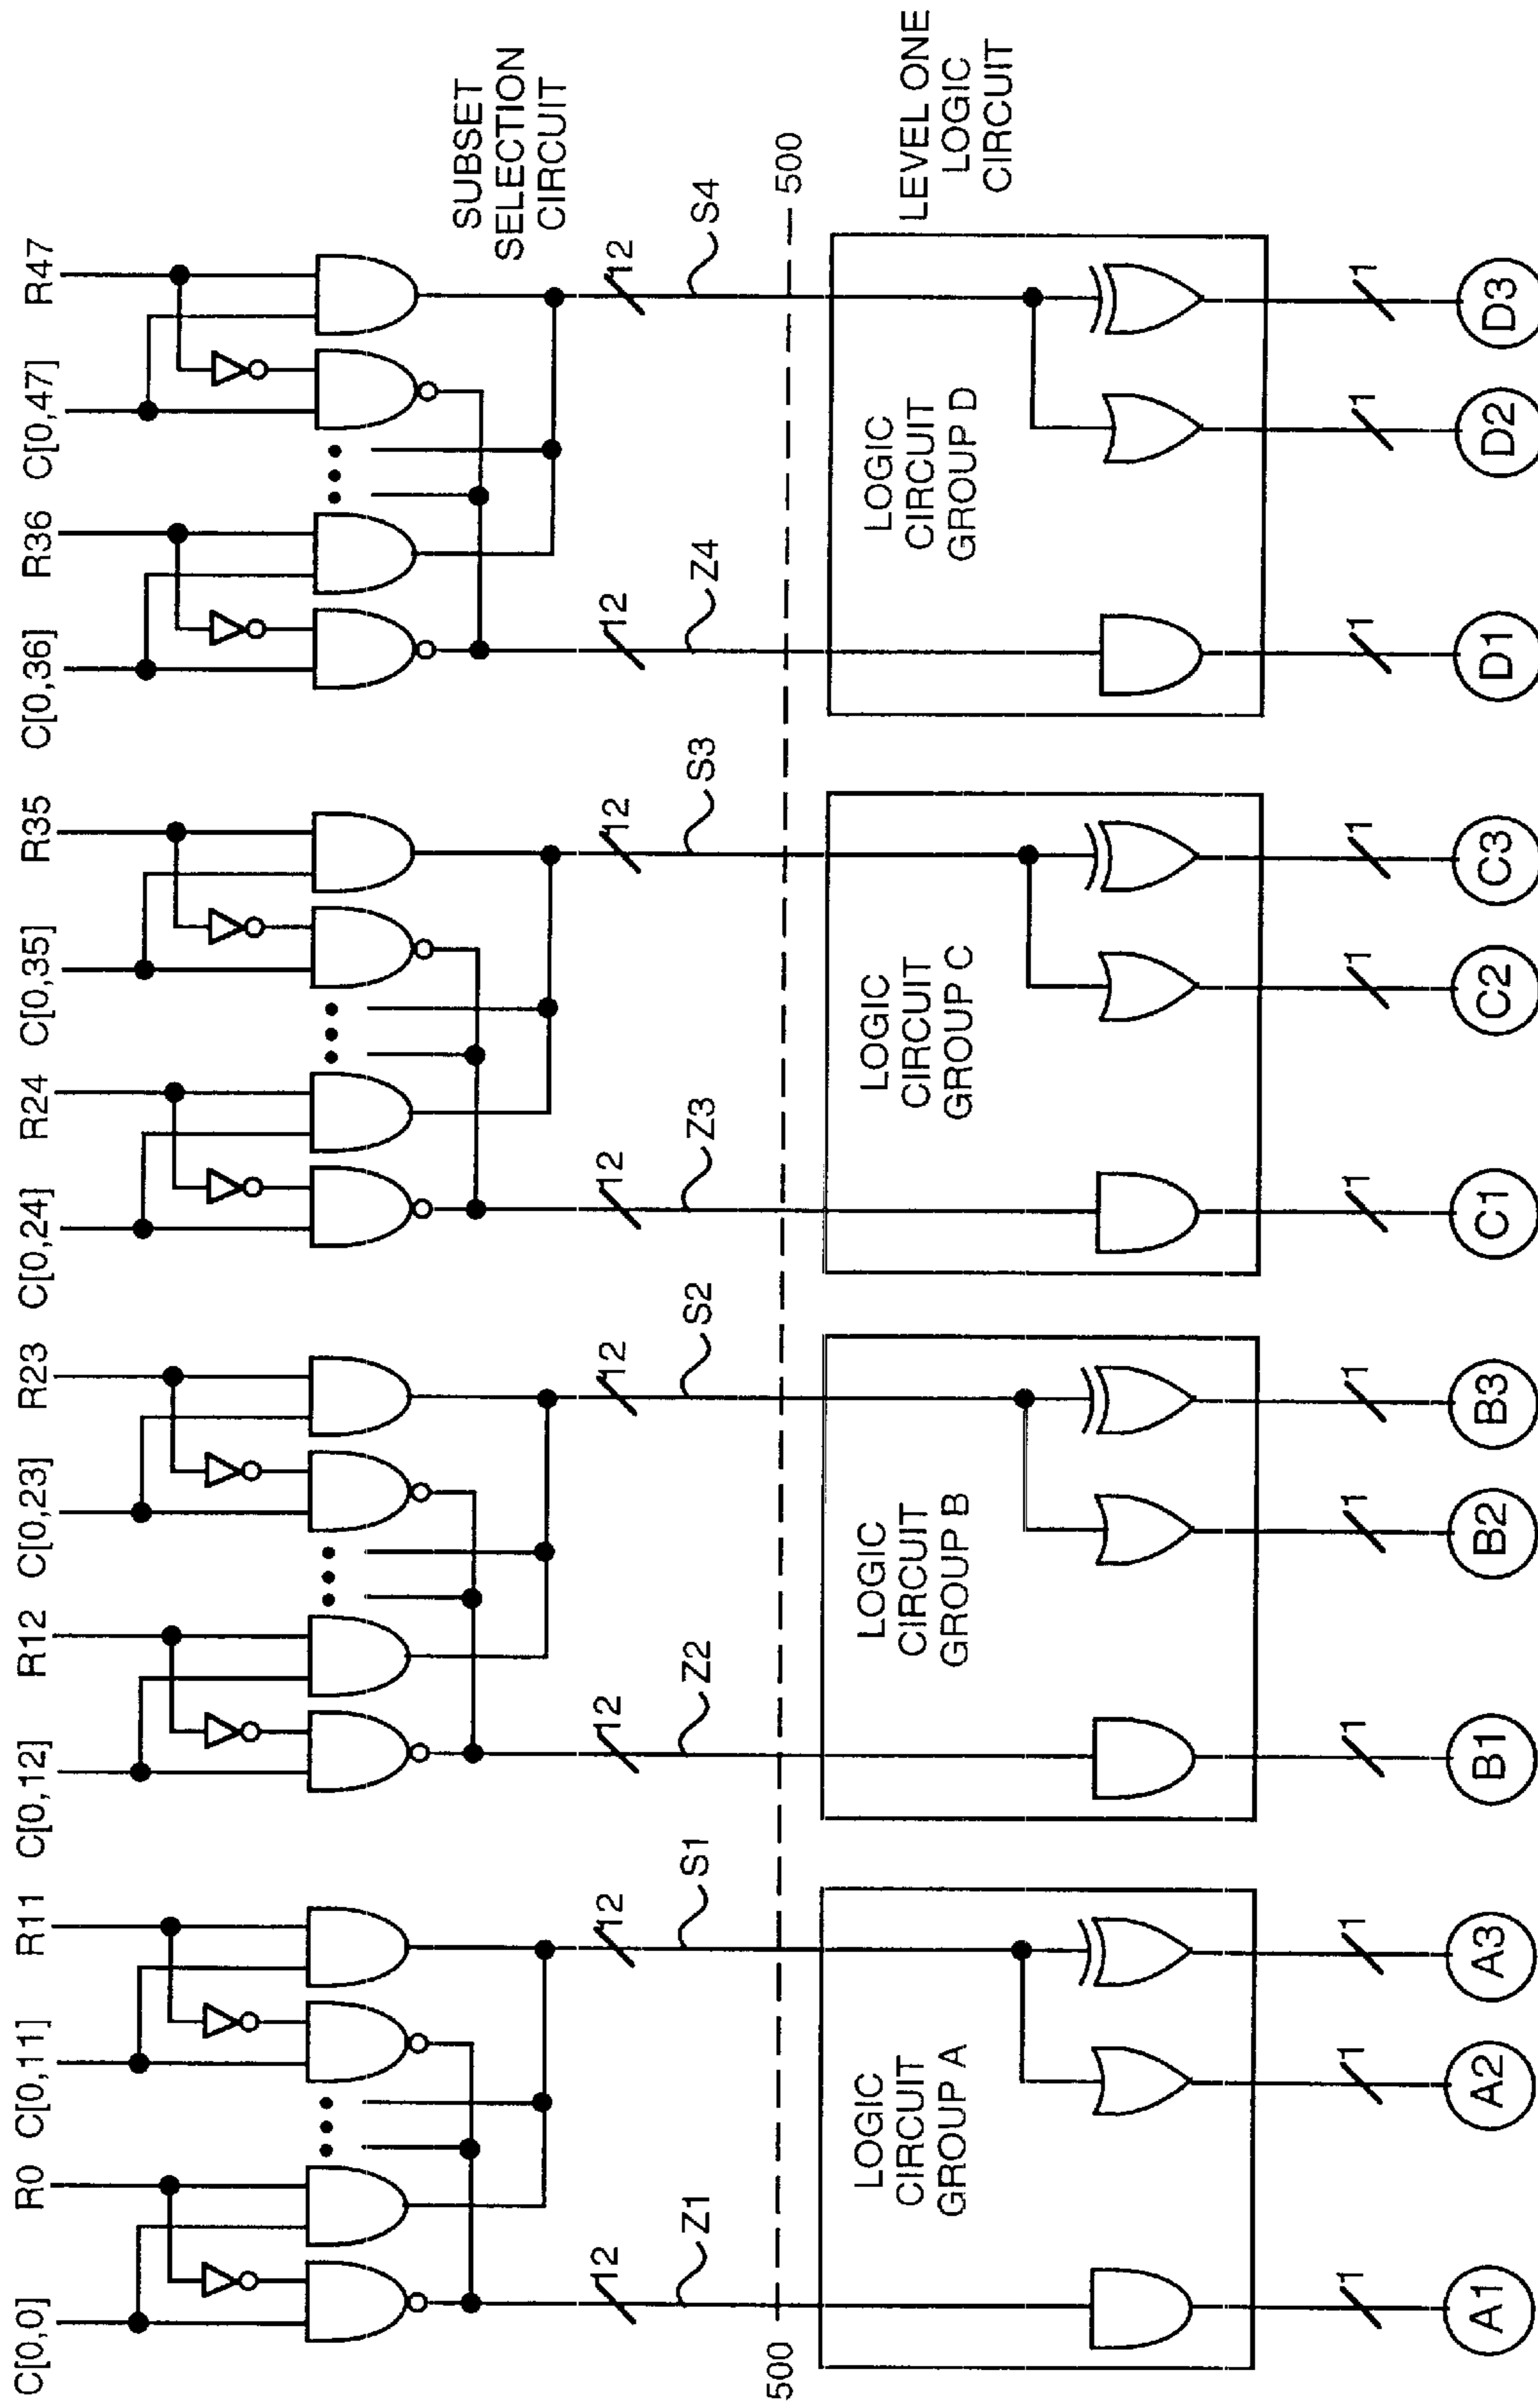 C[0,0] R0 C[0,11] R11 C[0,12] R12 C[0,23] R23 C[0,24] R24 C[0,35] R35 C[0,36] R36 C[0,47] R47
SUBSET
SELECTION
CIRCUIT
12 12 12 12 12 12 12 12
Z1 S1 Z2 S2 Z3 S3 Z4 S4
500 500
LEVEL ONE
LOGIC
CIRCUIT
LOGIC
CIRCUIT
GROUP A
LOGIC
CIRCUIT
GROUP B
LOGIC
CIRCUIT
GROUP C
LOGIC
CIRCUIT
GROUP D
1 1 1 1 1 1 1 1 1 1 1 1
A1 A2 A3 B1 B2 B3 C1 C2 C3 D1 D2 D3